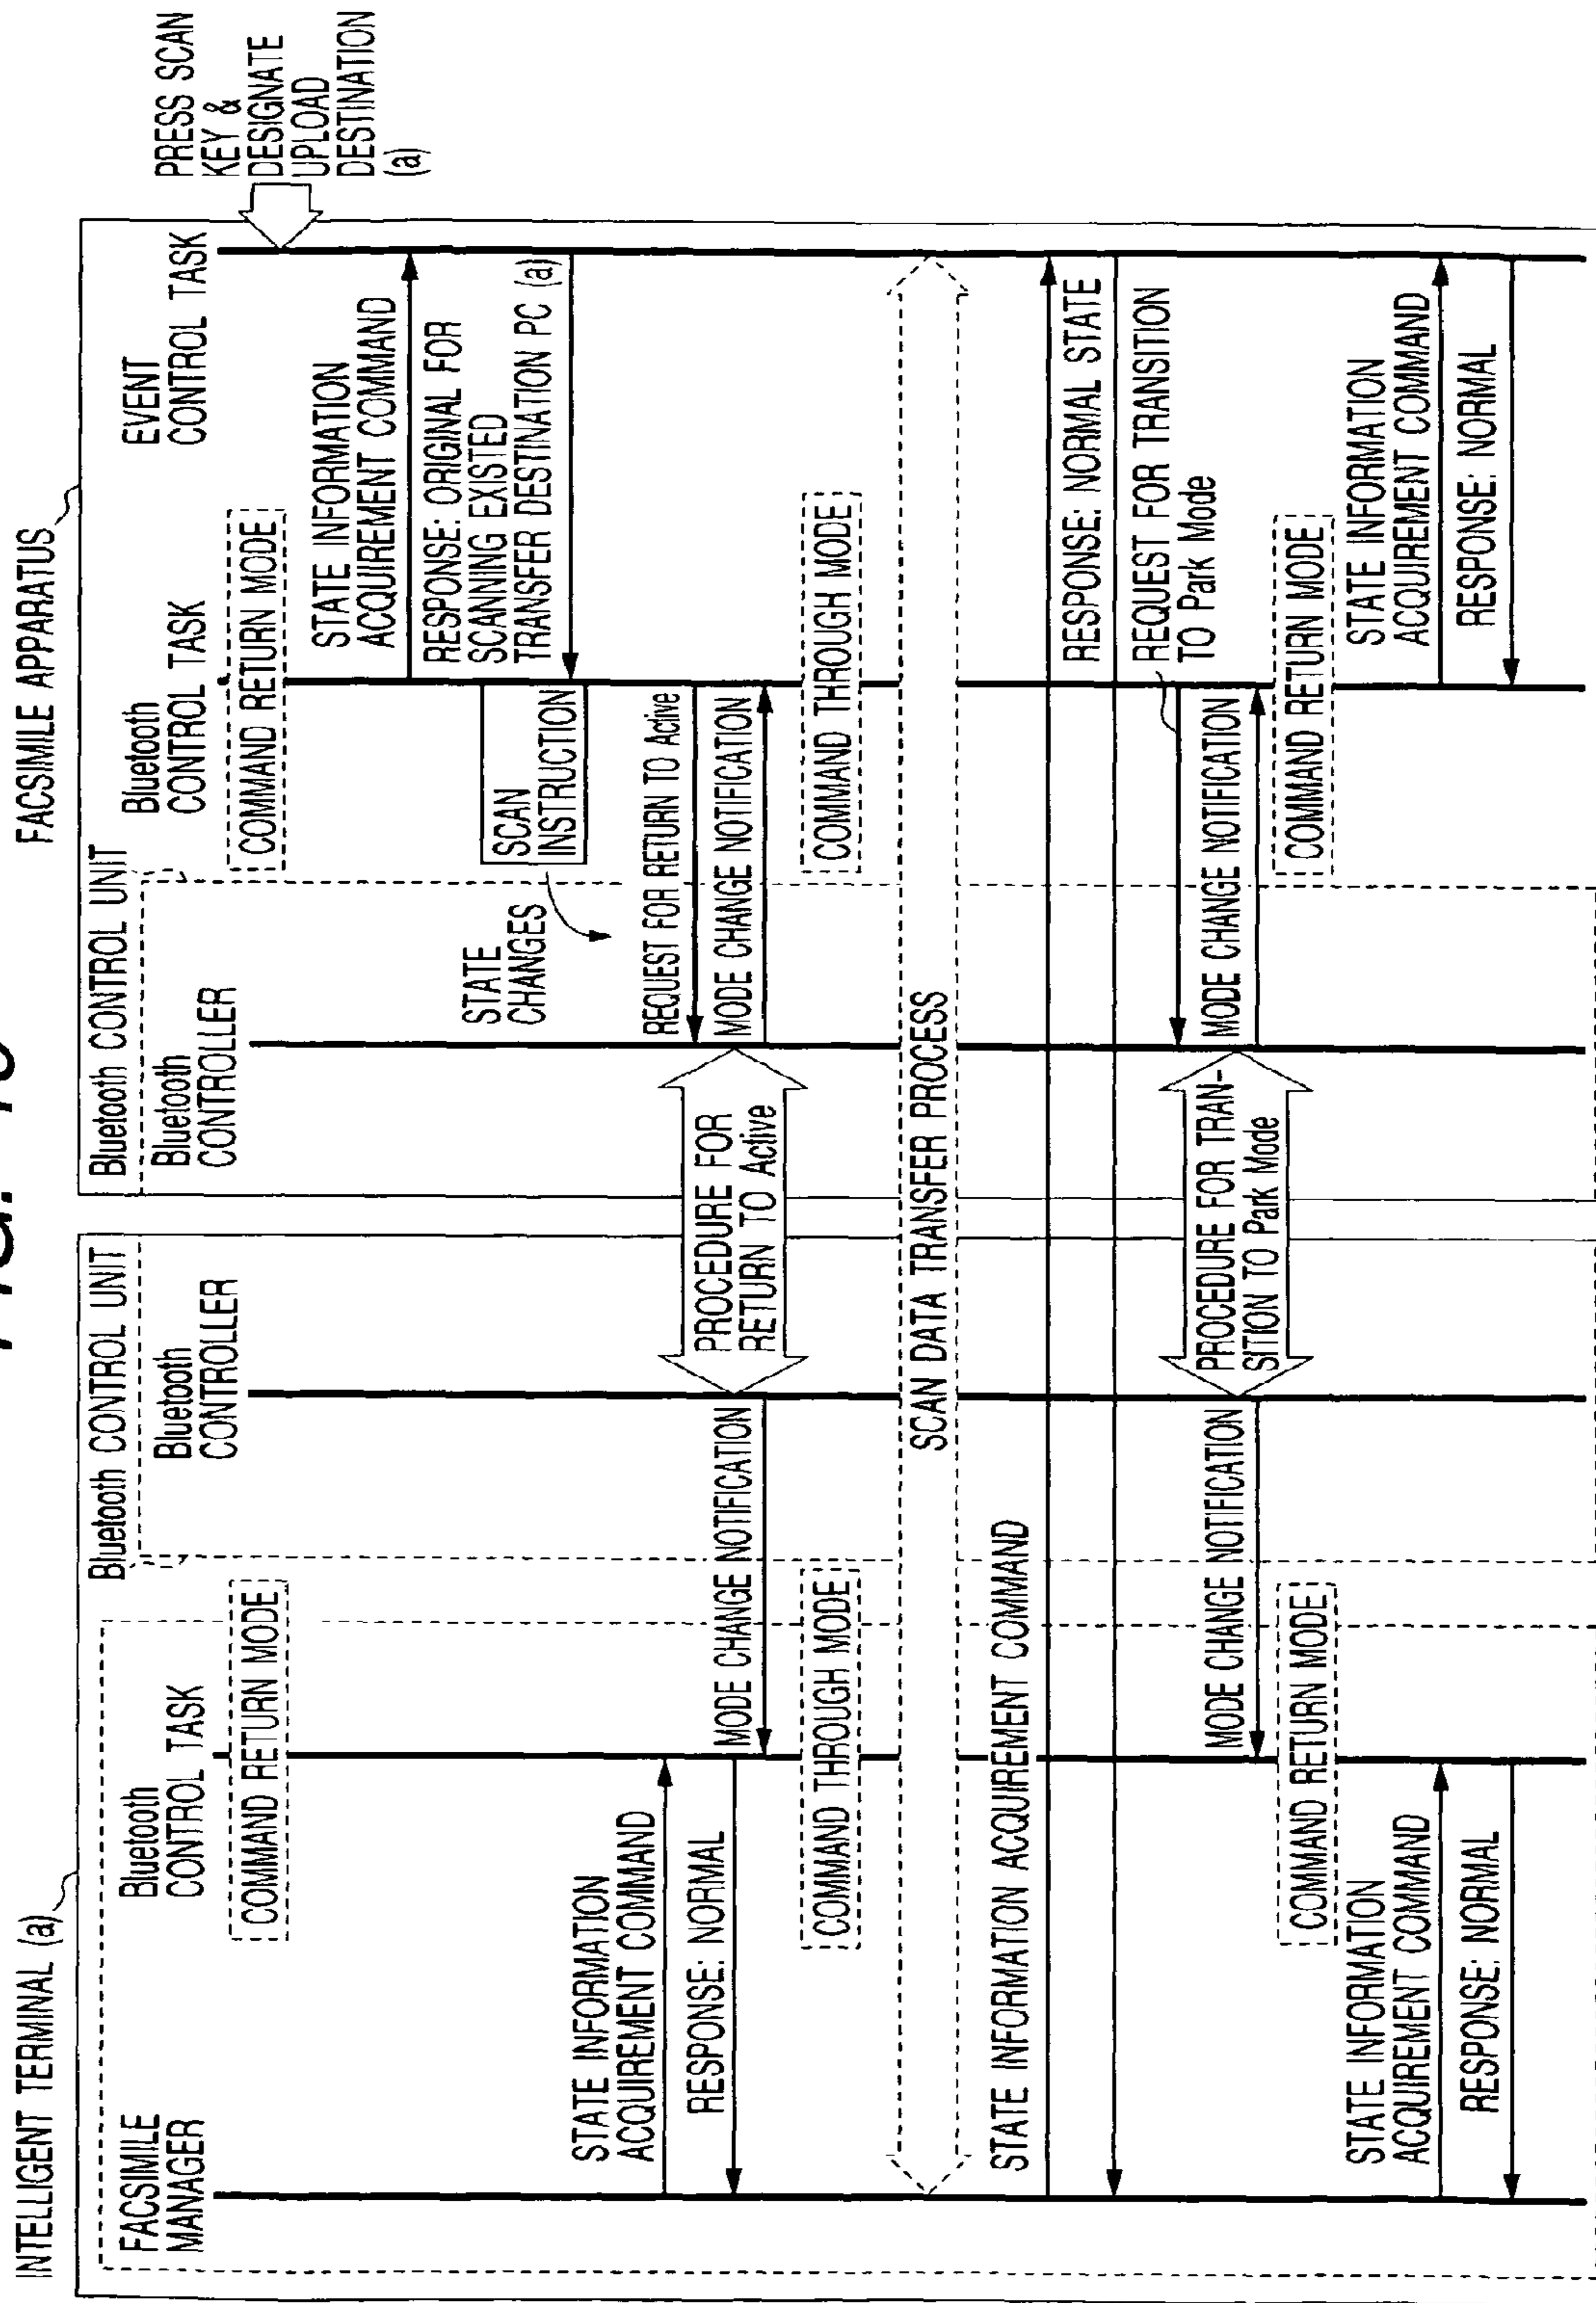 INTELLIGENT TERMINAL (a)
FACSIMILE APPARATUS
Bluetooth CONTROL UNIT
Bluetooth CONTROL UNIT
FACSIMILE
MANAGER
Bluetooth
CONTROL TASK
Bluetooth
CONTROLLER
Bluetooth
CONTROLLER
Bluetooth
CONTROL TASK
EVENT
CONTROL TASK
PRESS SCAN
KEY &
DESIGNATE
UPLOAD
DESTINATION
(a)
COMMAND RETURN MODE
COMMAND RETURN MODE
STATE INFORMATION
ACQUIREMENT COMMAND
RESPONSE: ORIGINAL FOR
SCANNING EXISTED
TRANSFER DESTINATION PC (a)
SCAN
INSTRUCTION
STATE
CHANGES
STATE INFORMATION
ACQUIREMENT COMMAND
REQUEST FOR RETURN TO Active
RESPONSE: NORMAL
MODE CHANGE NOTIFICATION
PROCEDURE FOR
RETURN TO Active
MODE CHANGE NOTIFICATION
COMMAND THROUGH MODE
COMMAND THROUGH MODE
SCAN DATA TRANSFER PROCESS
STATE INFORMATION ACQUIREMENT COMMAND
RESPONSE: NORMAL STATE
REQUEST FOR TRANSITION
TO Park Mode
MODE CHANGE NOTIFICATION
PROCEDURE FOR TRAN-
SITION TO Park Mode
MODE CHANGE NOTIFICATION
COMMAND RETURN MODE
COMMAND RETURN MODE
STATE INFORMATION
ACQUIREMENT COMMAND
STATE INFORMATION
ACQUIREMENT COMMAND
RESPONSE: NORMAL
RESPONSE: NORMAL